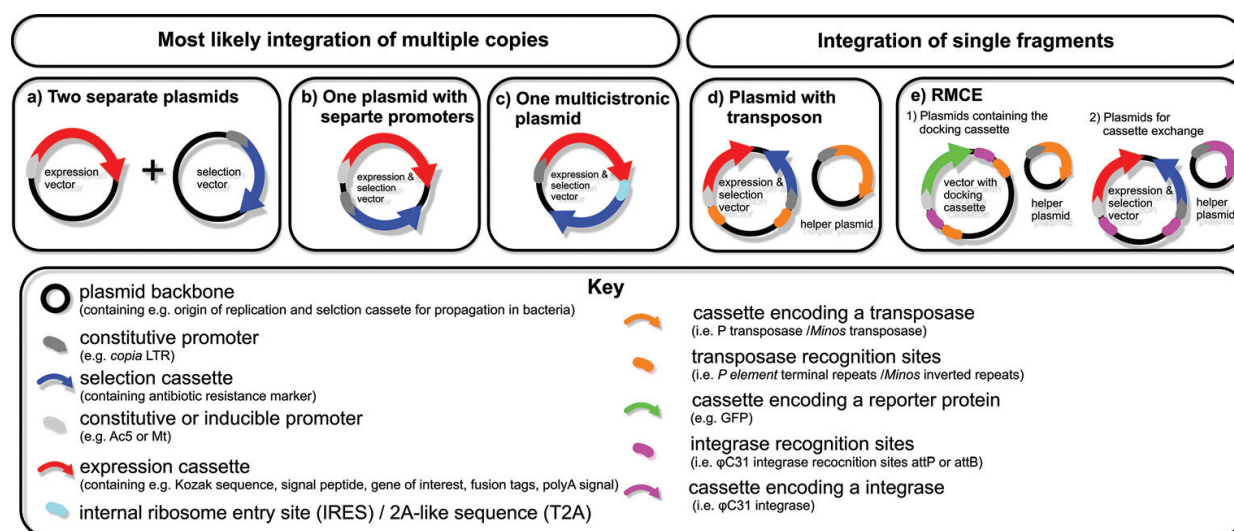 Most likely integration of multiple copies
Integration of single fragments
a) Two separate plasmids
expression
vector
+
selection
vector
b) One plasmid with
separte promoters
expression &
selection
vector
c) One multicistronic
plasmid
expression &
selection
vector
d) Plasmid with
transposon
expression &
selection
vector
helper plasmid
e) RMCE
1) Plasmids containing the
docking cassette
vector with
docking
cassette
helper
plasmid
2) Plasmids for
cassette exchange
expression &
selection
vector
helper
plasmid
Key
plasmid backbone
(containing e.g. origin of replication and selction cassete for propagation in bacteria)
constitutive promoter
(e.g. copia LTR)
selection cassette
(containing antibiotic resistance marker)
constitutive or inducible promoter
(e.g. Ac5 or Mt)
expression cassette
(containing e.g. Kozak sequence, signal peptide, gene of interest, fusion tags, polyA signal)
internal ribosome entry site (IRES) / 2A-like sequence (T2A)
cassette encoding a transposase
(i.e. P transposase /Minos transposase)
transposase recognition sites
(i.e. P element terminal repeats /Minos inverted repeats)
cassette encoding a reporter protein
(e.g. GFP)
integrase recognition sites
(i.e. φC31 integrase recocnition sites attP or attB)
cassette encoding a integrase
(i.e. φC31 integrase)